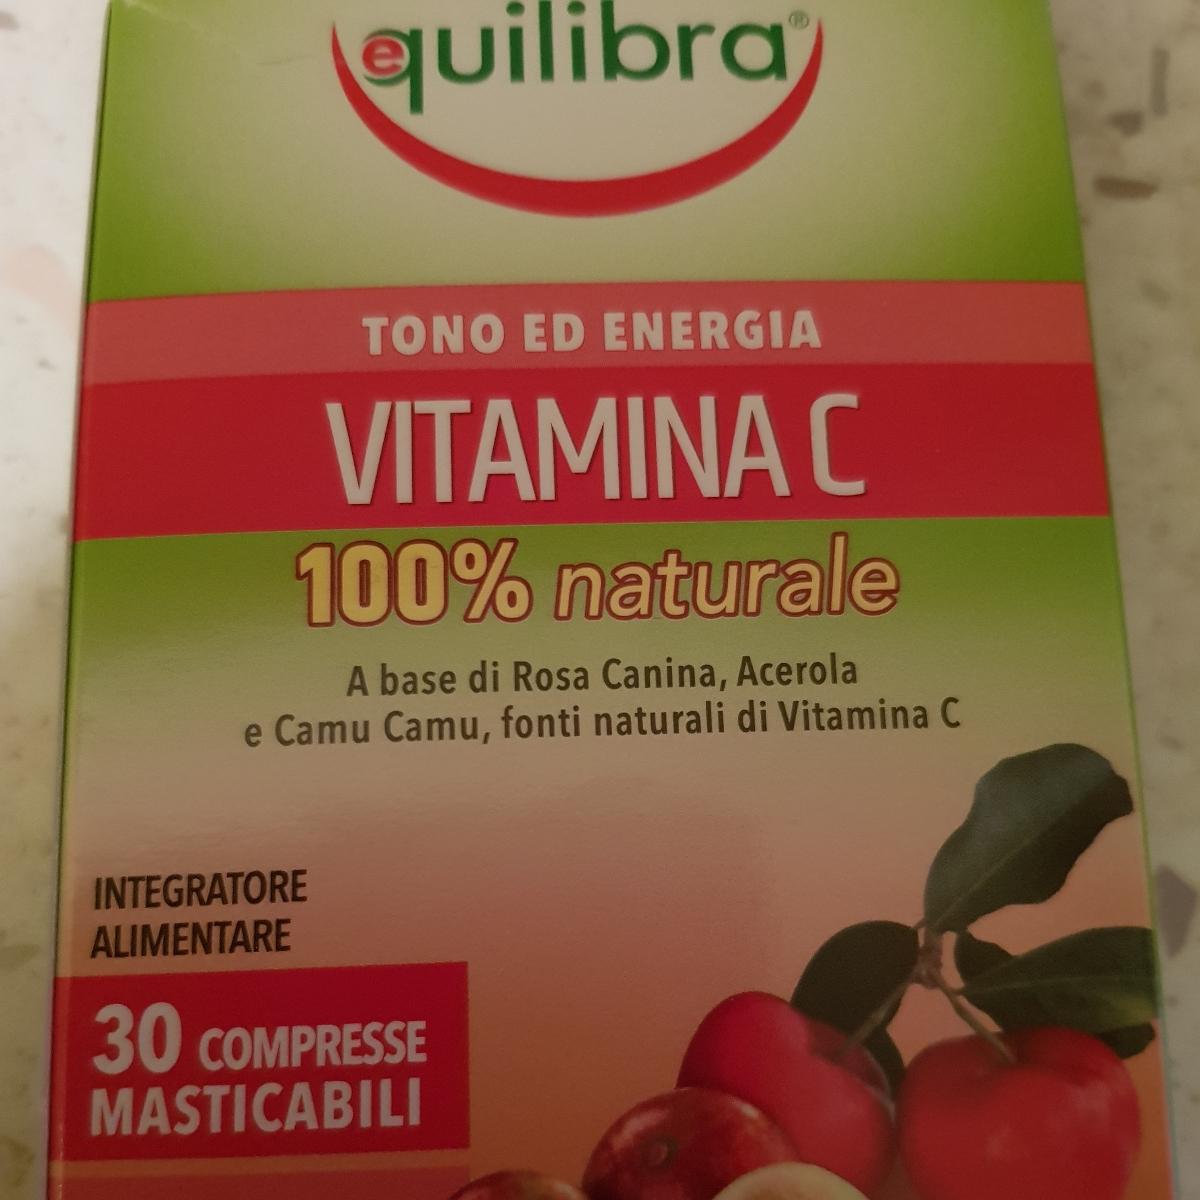 equilibra®
TONO ED ENERGIA
VITAMINA C
100% naturale
A base di Rosa Canina, Acerola
e Camu Camu, fonti naturali di Vitamina C
INTEGRATORE
ALIMENTARE
30 COMPRESSE
MASTICABILI